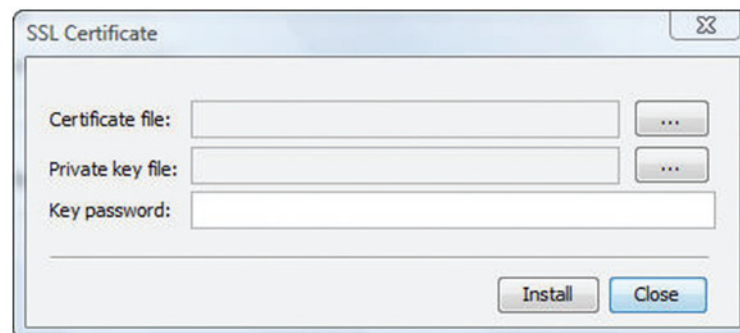 SSL Certificate
Certificate file: ...
Private key file: ...
Key password:
Install Close